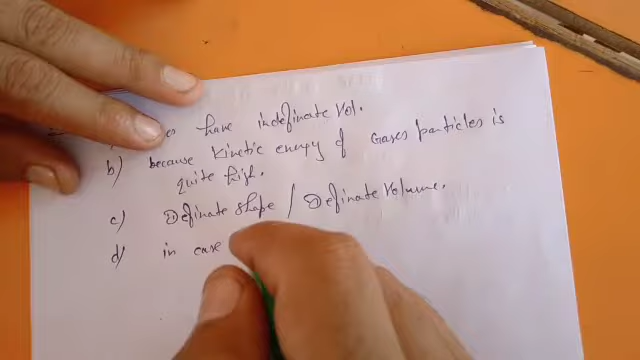 have indefinate Vol.
b) because Kinetic energy of Gases particles is
quite high.
c) Definate shape / Definate Volume.
d) in case